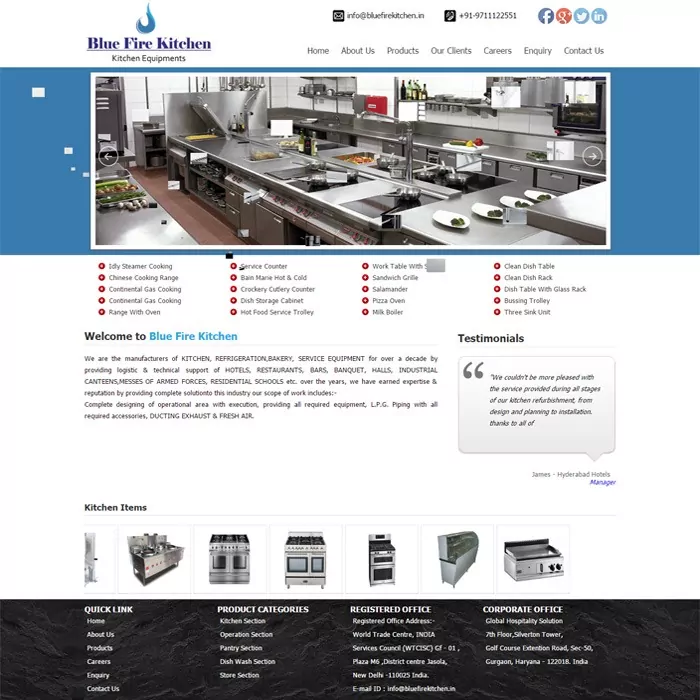 info@bluefirekitchen.in
+91-9711122551
Blue Fire Kitchen
Kitchen Equipments
Home About Us Products Our Clients Careers Enquiry Contact Us
Idly Steamer Cooking
Chinese Cooking Range
Continental Gas Cooking
Continental Gas Cooking
Range With Oven
Service Counter
Bain Marie Hot & Cold
Crockery Cutlery Counter
Dish Storage Cabinet
Hot Food Service Trolley
Work Table With
Sandwich Grille
Salamander
Pizza Oven
Milk Boiler
Clean Dish Table
Clean Dish Rack
Dish Table With Glass Rack
Bussing Trolley
Three Sink Unit
Welcome to Blue Fire Kitchen
We are the manufacturers of KITCHEN, REFRIGERATION,BAKERY, SERVICE EQUIPMENT for over a decade by
providing logistic & technical support of HOTELS, RESTAURANTS, BARS, BANQUET, HALLS, INDUSTRIAL
CANTEENS,MESSES OF ARMED FORCES, RESIDENTIAL SCHOOLS etc. over the years, we have earned expertise &
reputation by providing complete solutionto this industry our scope of work includes:-
Complete designing of operational area with execution, providing all required equipment, L.P.G. Piping with all
required accessories, DUCTING EXHAUST & FRESH AIR.
Testimonials
"We couldn't be more pleased with
the service provided during all stages
of our kitchen refurbishment, from
design and planning to installation.
thanks to all of
James - Hyderabad Hotels
Manager
Kitchen Items
QUICK LINK
Home
About Us
Products
Careers
Enquiry
Contact Us
PRODUCT CATEGORIES
Kitchen Section
Operation Section
Pantry Section
Dish Wash Section
Store Section
REGISTERED OFFICE
Registered Office Address:-
World Trade Centre, INDIA
Services Council (WTCISC) Gf - 01 ,
Plaza M6 ,District centre Jasola,
New Delhi -110025 India.
E-mail ID : info@bluefirekitchen.in
CORPORATE OFFICE
Global Hospitality Solution
7th Floor,Silverton Tower,
Golf Course Extention Road, Sec-50,
Gurgaon, Haryana - 122018. India